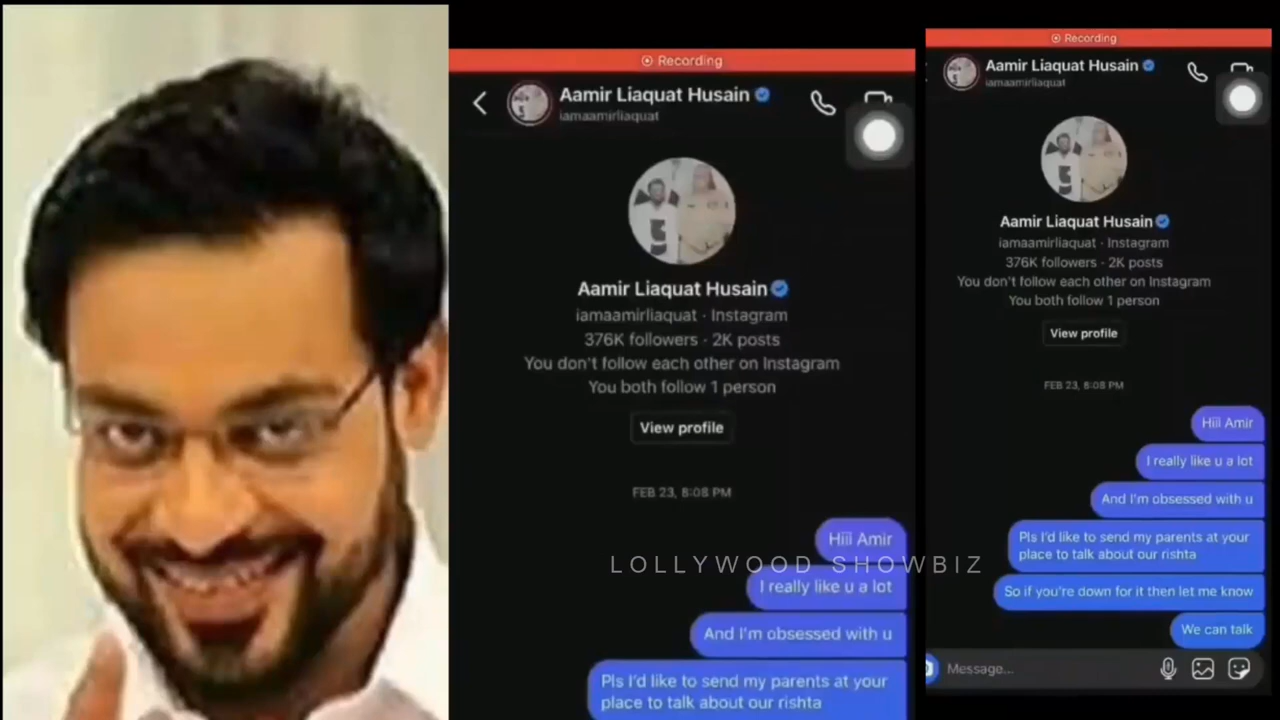 Recording
Aamir Liaquat Husain
iamaamirliaquat
Aamir Liaquat Husain
iamaamirliaquat · Instagram
376K followers · 2K posts
You don't follow each other on Instagram
You both follow 1 person
View profile
FEB 23, 8:08 PM
Hiii Amir
I really like u a lot
And I'm obsessed with u
Pls I'd like to send my parents at your
place to talk about our rishta
LOLLYWOOD SHOWBIZ
Recording
Aamir Liaquat Husain
iamaamirliaquat
Aamir Liaquat Husain
iamaamirliaquat · Instagram
376K followers · 2K posts
You don't follow each other on Instagram
You both follow 1 person
View profile
FEB 23, 8:08 PM
Hiii Amir
I really like u a lot
And I'm obsessed with u
Pls I'd like to send my parents at your
place to talk about our rishta
So if you're down for it then let me know
We can talk
Message...